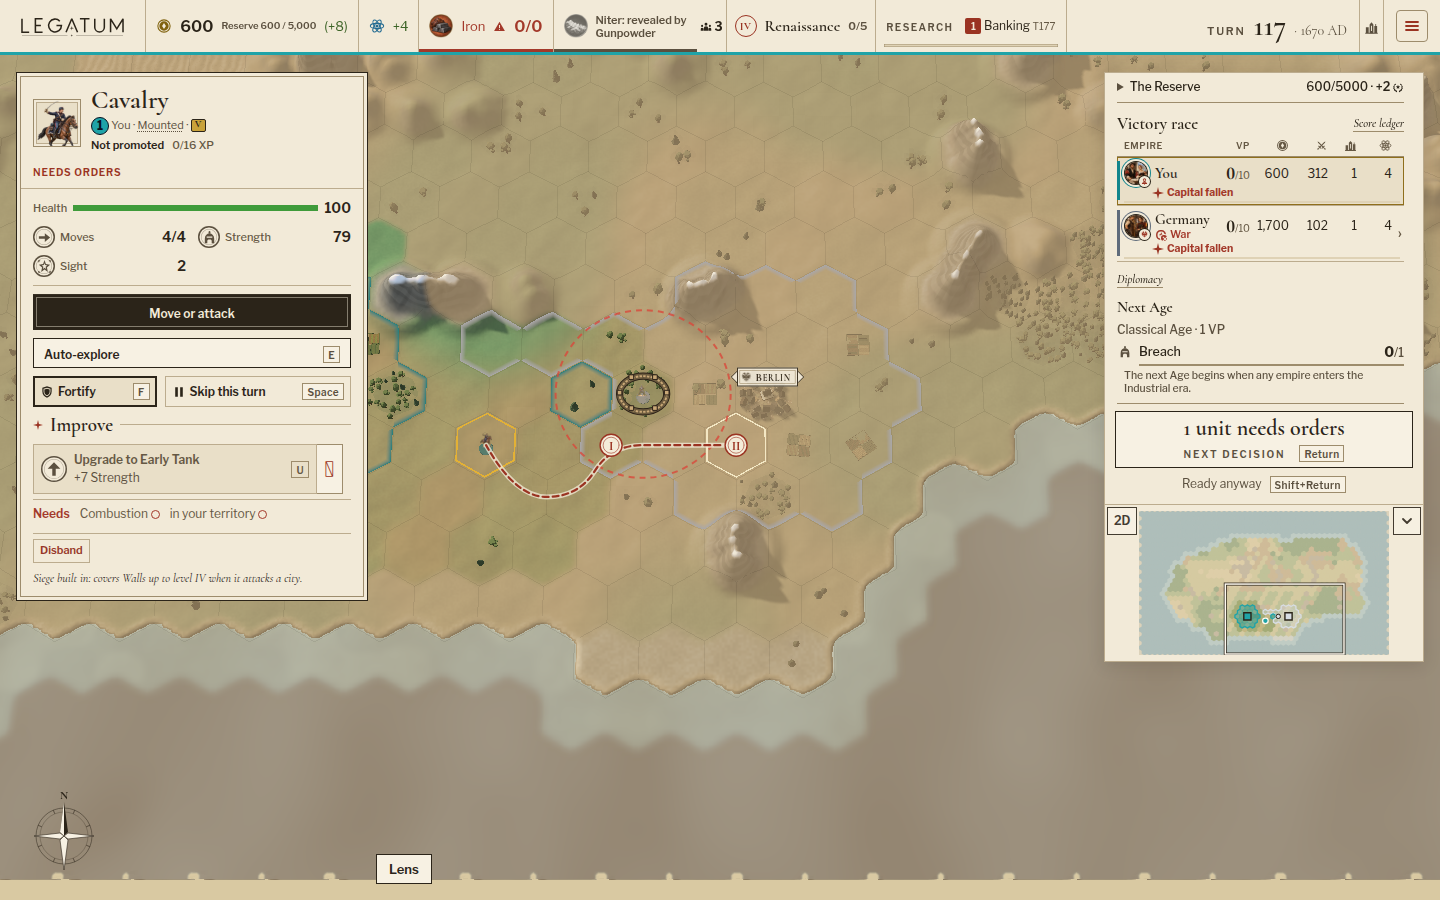 LEGATUM
600 Reserve 600 / 5,000 (+8)
+4
Iron 0/0
Niter: revealed by
Gunpowder
3
IV Renaissance 0/5
RESEARCH 1 Banking T177
TURN 117 · 1670 AD
Cavalry
1 You · Mounted · V
Not promoted 0/16 XP
NEEDS ORDERS
Health 100
Moves 4/4
Strength 79
Sight 2
Move or attack
Auto-explore E
Fortify F
Skip this turn Space
Improve
Upgrade to Early Tank
+7 Strength
U
Needs Combustion in your territory
Disband
Siege built in: covers Walls up to level IV when it attacks a city.
BERLIN
I
II
The Reserve 600/5000 · +2
Victory race Score ledger
EMPIRE VP
You 0/10 600 312 1 4
Capital fallen
Germany 0/10 1,700 102 1 4
War
Capital fallen
Diplomacy
Next Age
Classical Age · 1 VP
Breach 0/1
The next Age begins when any empire enters the
Industrial era.
1 unit needs orders
NEXT DECISION Return
Ready anyway Shift+Return
2D
N
Lens